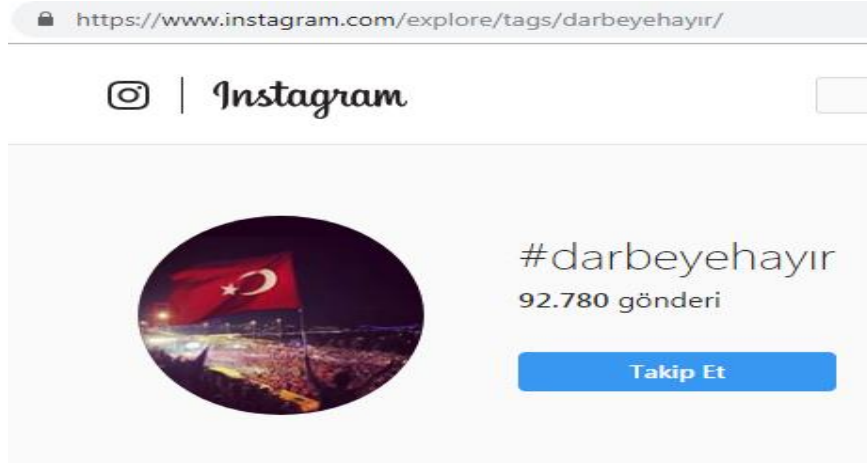 https://www.instagram.com/explore/tags/darbeyehayır/
Instagram
#darbeyehayır
92.780 gönderi
Takip Et